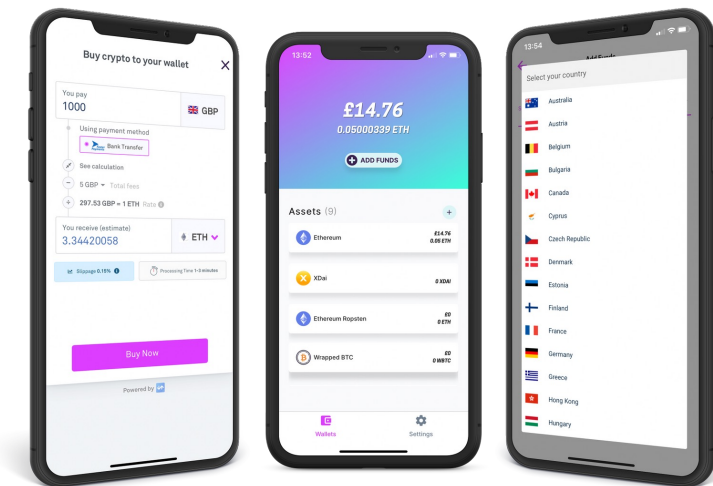 Buy crypto to your wallet
You pay
1000
GBP
Using payment method
Bank Transfer
See calculation
5 GBP Total fees
297.53 GBP = 1 ETH Rate
You receive (estimate)
3.34420058
ETH
Slippage 0.15%
Processing Time 1-3 minutes
Buy Now
Powered by
13:52
£14.76
0.05000339 ETH
ADD FUNDS
Assets (9)
Ethereum
£14.76
0.05 ETH
XDai
0 XDAI
Ethereum Ropsten
£0
0 ETH
Wrapped BTC
£0
0 WBTC
Wallets
Settings
13:54
Add Funds
Select your country
Australia
Austria
Belgium
Bulgaria
Canada
Cyprus
Czech Republic
Denmark
Estonia
Finland
France
Germany
Greece
Hong Kong
Hungary